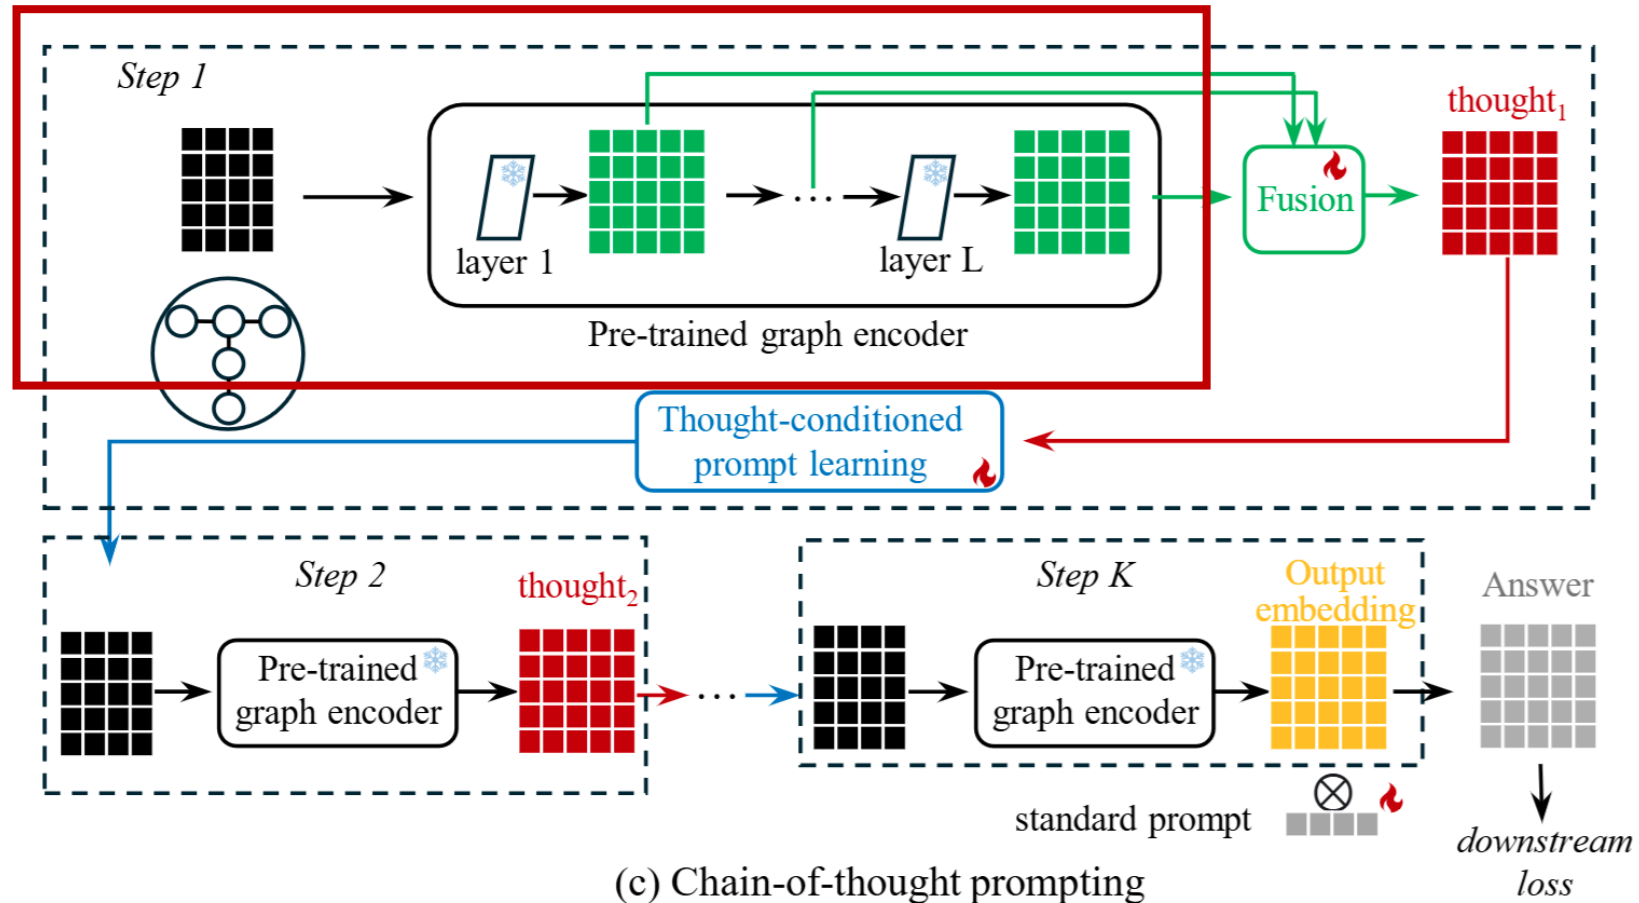 Step 1
thought₁
Fusion
layer 1
...
layer L
Pre-trained graph encoder
Thought-conditioned
prompt learning
Step 2
thought₂
Pre-trained
graph encoder
...
Step K
Output
embedding
Pre-trained
graph encoder
Answer
standard prompt
downstream
loss
(c) Chain-of-thought prompting